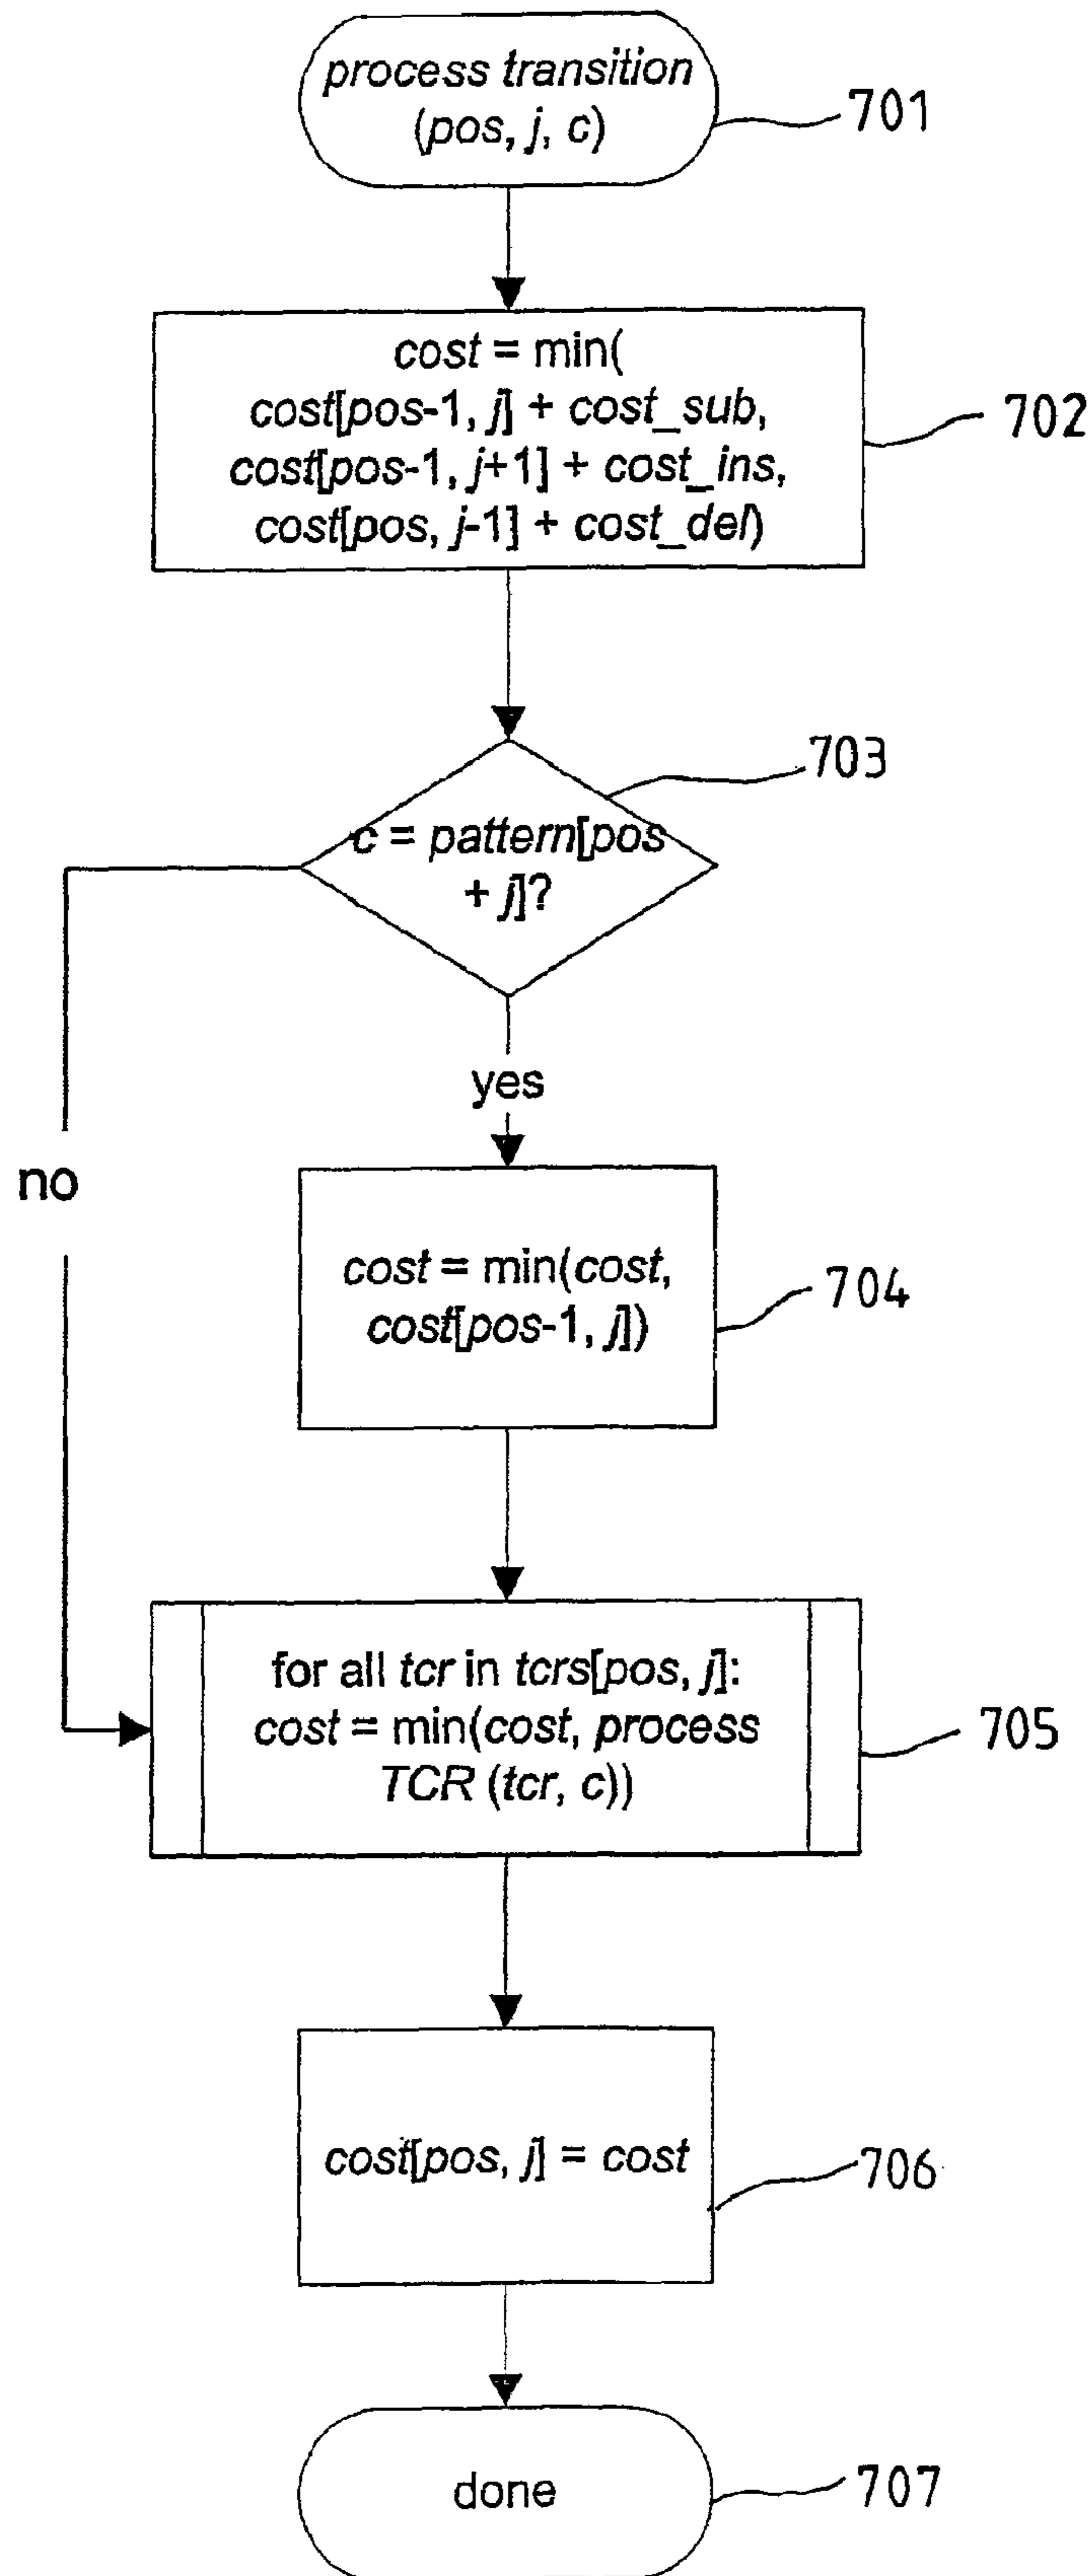 process transition
(pos, j, c)
701
cost = min(
cost[pos-1, j] + cost_sub,
cost[pos-1, j+1] + cost_ins,
cost[pos, j-1] + cost_del)
702
703
c = pattern[pos
+ j]?
yes
no
cost = min(cost,
cost[pos-1, j])
704
for all tcr in tcrs[pos, j]:
cost = min(cost, process
TCR (tcr, c))
705
cost[pos, j] = cost
706
done
707